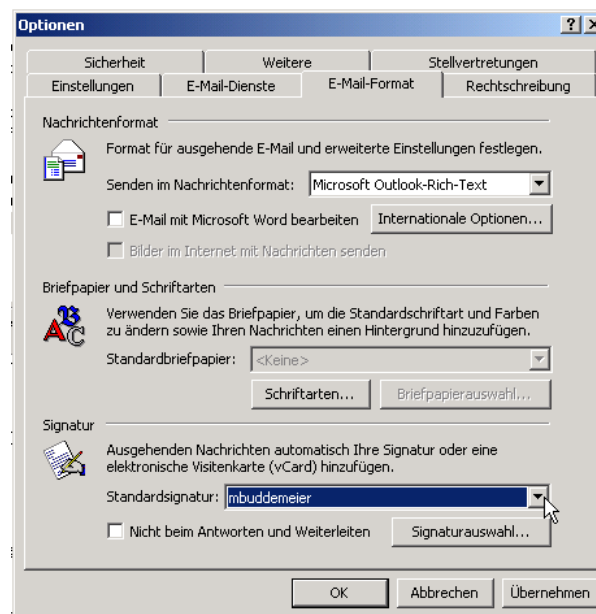 Optionen
Sicherheit Weitere Stellvertretungen
Einstellungen E-Mail-Dienste E-Mail-Format Rechtschreibung
Nachrichtenformat
Format für ausgehende E-Mail und erweiterte Einstellungen festlegen.
Senden im Nachrichtenformat: Microsoft Outlook-Rich-Text
E-Mail mit Microsoft Word bearbeiten Internationale Optionen...
Bilder im Internet mit Nachrichten senden
Briefpapier und Schriftarten
Verwenden Sie das Briefpapier, um die Standardschriftart und Farben
zu ändern sowie Ihren Nachrichten einen Hintergrund hinzuzufügen.
Standardbriefpapier: <Keine>
Schriftarten... Briefpapierauswahl...
Signatur
Ausgehenden Nachrichten automatisch Ihre Signatur oder eine
elektronische Visitenkarte (vCard) hinzufügen.
Standardsignatur: mbuddemeier
Nicht beim Antworten und Weiterleiten Signaturauswahl...
OK Abbrechen Übernehmen